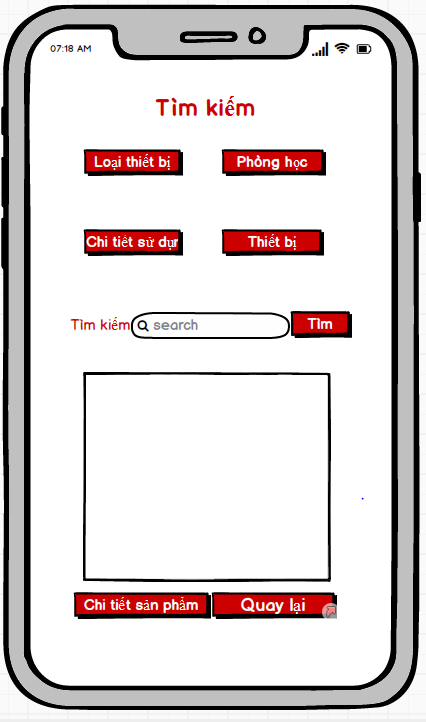 07:18 AM
Tìm kiếm
Loại thiết bị
Phòng học
Chi tiết sử dụr
Thiết bị
Tìm kiếm
search
Tìm
Chi tiết sản phẩm
Quay lại